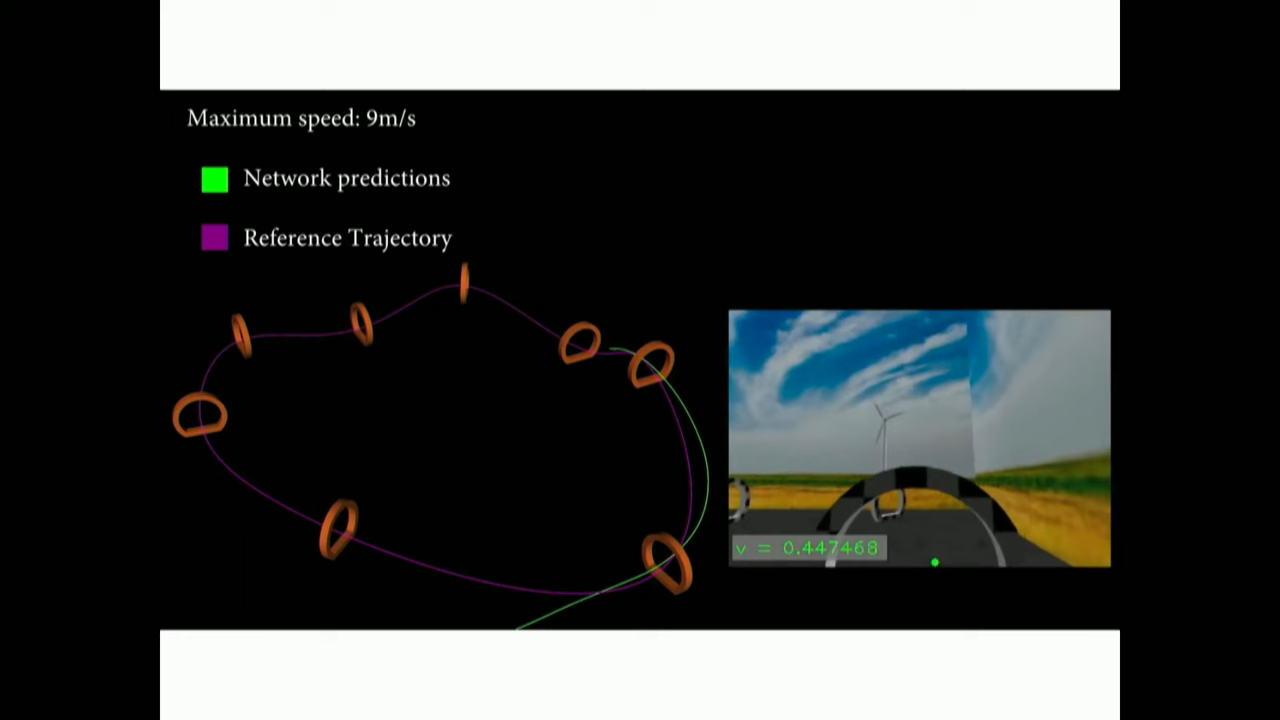 Maximum speed: 9m/s
Network predictions
Reference Trajectory
v = 0.447468